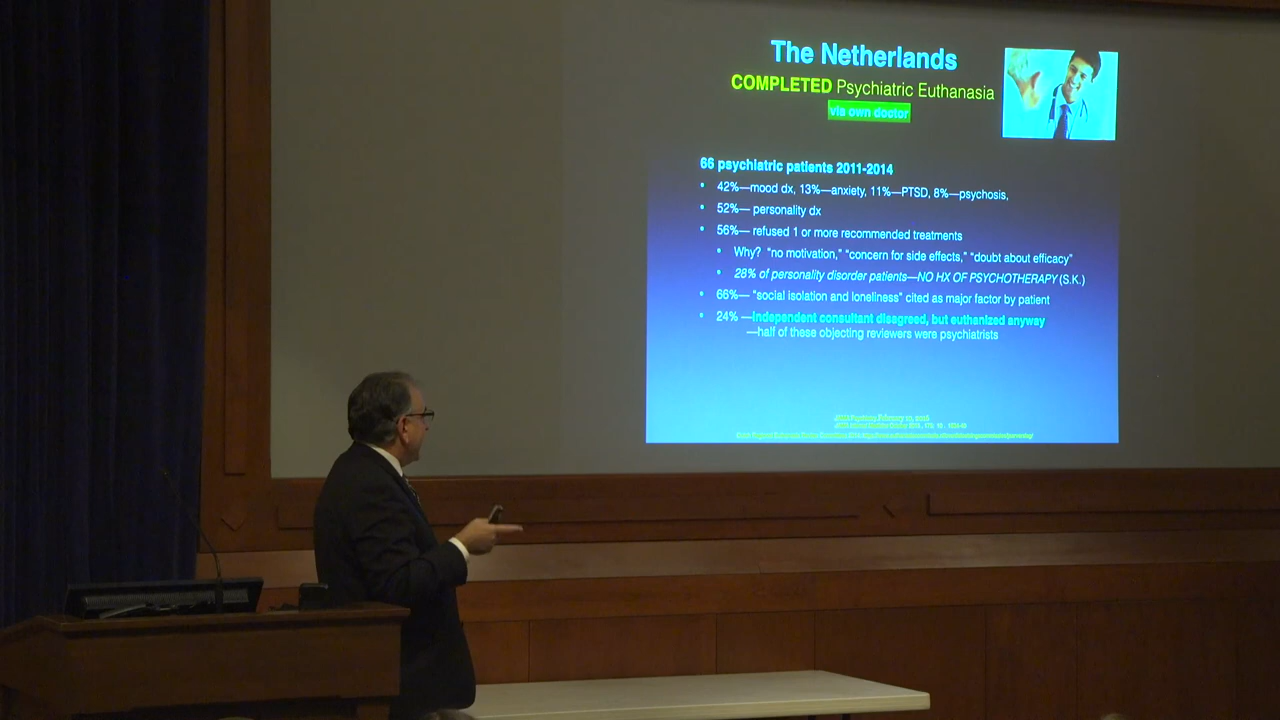 The Netherlands
COMPLETED Psychiatric Euthanasia
via own doctor
66 psychiatric patients 2011-2014
• 42%—mood dx, 13%—anxiety, 11%—PTSD, 8%—psychosis,
• 52%— personality dx
• 56%— refused 1 or more recommended treatments
• Why? "no motivation," "concern for side effects," "doubt about efficacy"
• 28% of personality disorder patients—NO HX OF PSYCHOTHERAPY (S.K.)
• 66%— "social isolation and loneliness" cited as major factor by patient
• 24% —Independent consultant disagreed, but euthanized anyway
—half of these objecting reviewers were psychiatrists